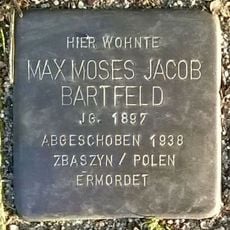 HIER WOHNTE
MAX MOSES JACOB
BARTFELD
JG. 1897
ABGESCHOBEN 1938
ZBASZYN / POLEN
ERMORDET